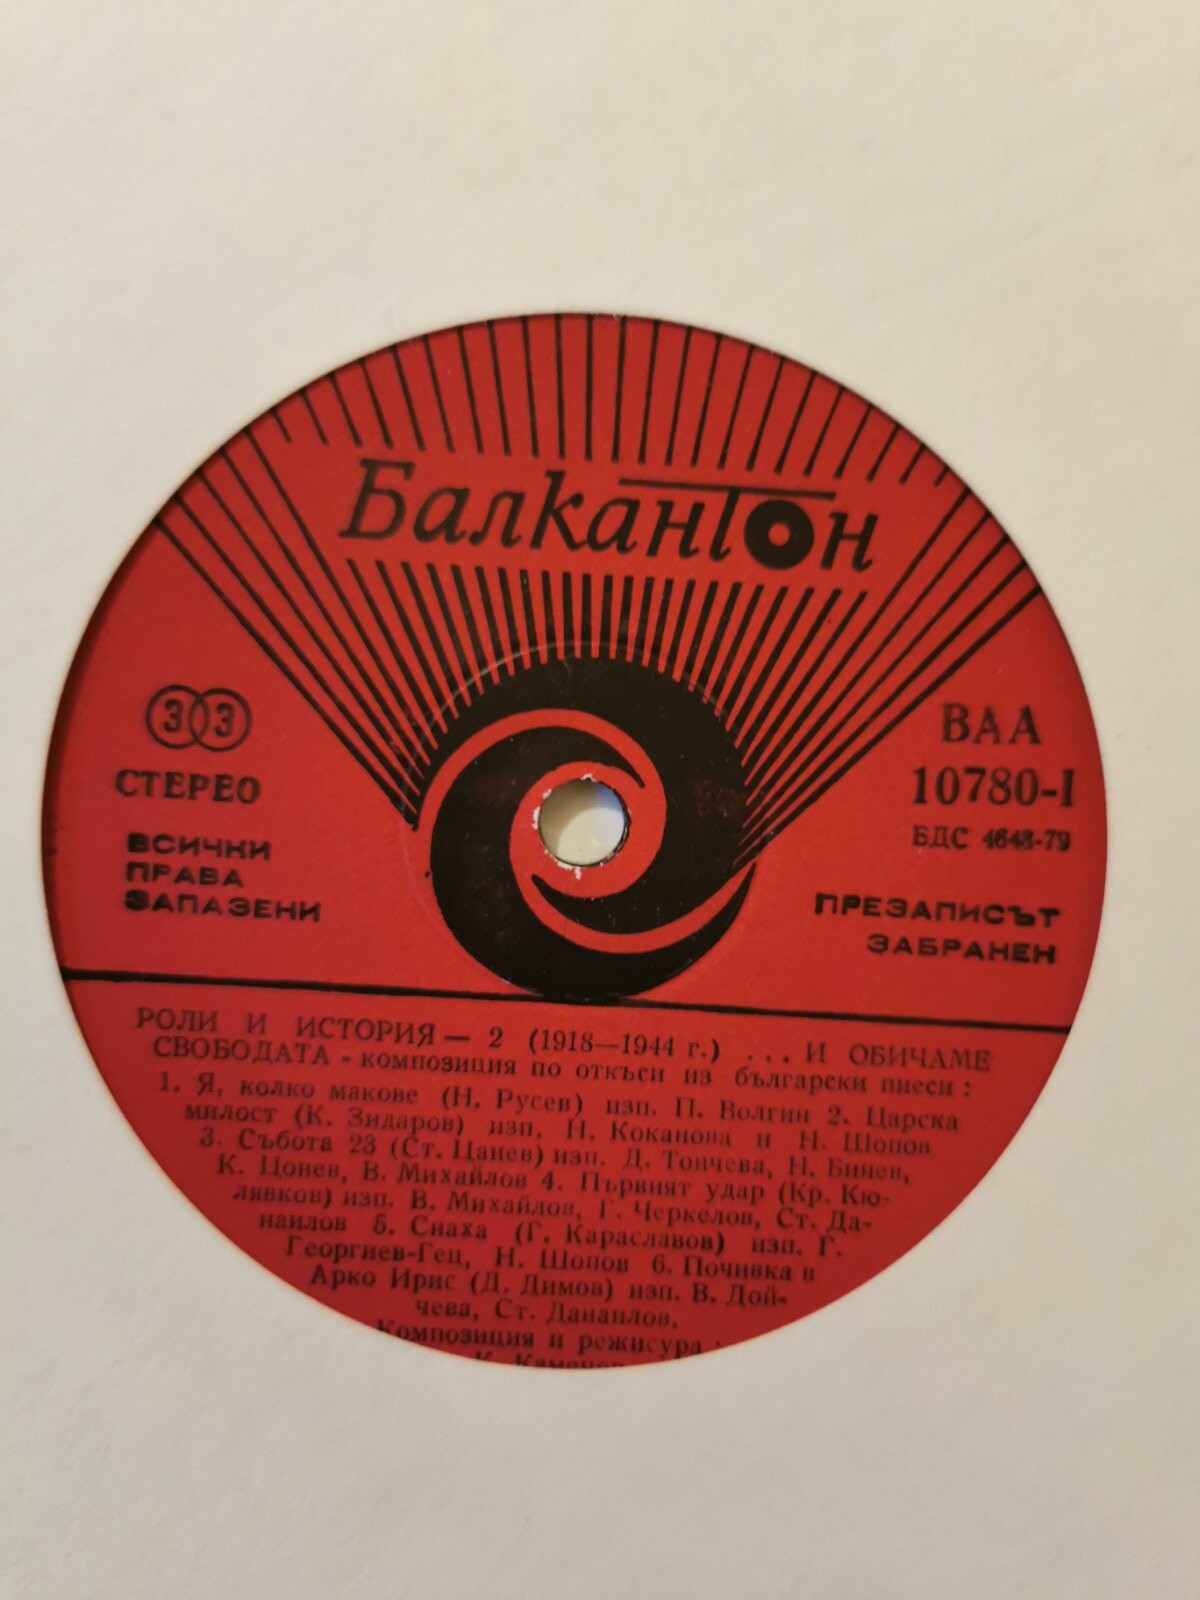 Балкантон
33
СТЕРЕО
ВСИЧКИ
ПРАВА
ЗАПАЗЕНИ
ВАА
10780-I
БДС 4648-79
ПРЕЗАПИСЪТ
ЗАБРАНЕН
РОЛИ И ИСТОРИЯ — 2 (1918—1944 г.) ... И ОБИЧАМЕ
СВОБОДАТА - композиция по откъси из български пиеси :
1. Я, колко макове (Н. Русев) изп. П. Волгин 2. Царска
милост (К. Зидаров) изп. Н. Коканова и Н. Шопов
3. Събота 23 (Ст. Цанев) изп. Д. Тончева, Н. Бинев,
К. Цонев, В. Михайлов 4. Първият удар (Кр. Кю-
лявков) изп. В. Михайлов, Г. Черкелов, Ст. Да-
наилов 5. Снаха (Г. Караславов) изп. Г.
Георгиев-Гец, Н. Шопов 6. Почивка в
Арко Ирис (Д. Димов) изп. В. Дой-
чева, Ст. Данаилов,
Композиция и режисура :